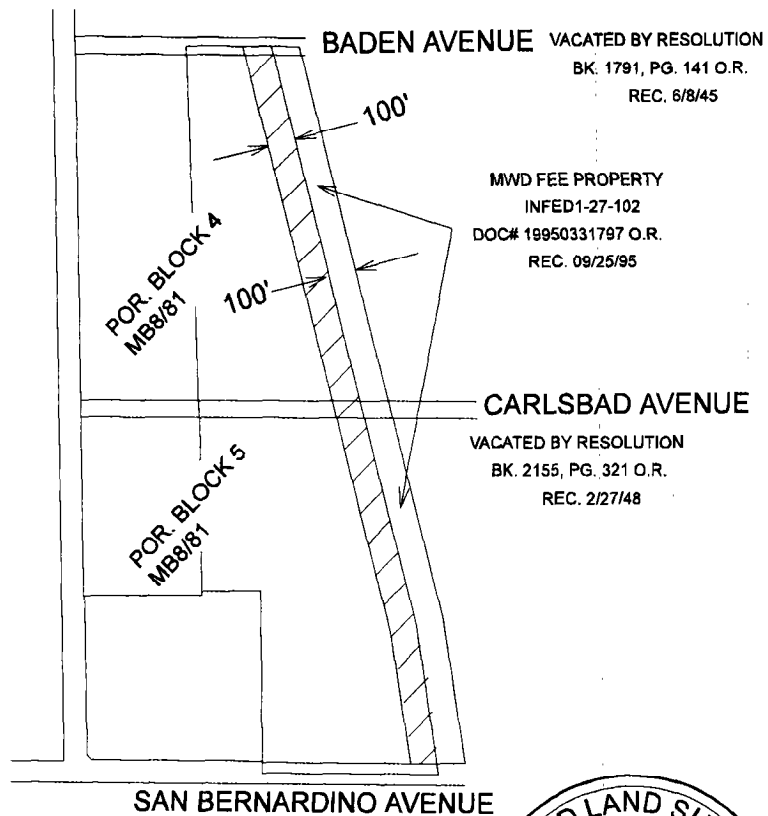 BADEN AVENUE
VACATED BY RESOLUTION
BK. 1791, PG. 141 O.R.
REC. 6/8/45
100'
MWD FEE PROPERTY
INFED1-27-102
DOC# 19950331797 O.R.
REC. 09/25/95
POR. BLOCK 4
MB8/81
100'
CARLSBAD AVENUE
VACATED BY RESOLUTION
BK. 2155, PG. 321 O.R.
REC. 2/27/48
POR. BLOCK 5
MB8/81
SAN BERNARDINO AVENUE
LAND